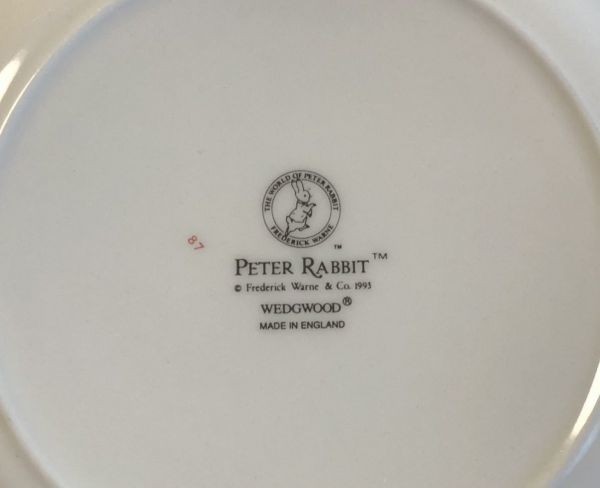 THE WORLD OF PETER RABBIT
FREDERICK WARNE
™
87
PETER RABBIT™
© Frederick Warne & Co. 1993
WEDGWOOD®
MADE IN ENGLAND